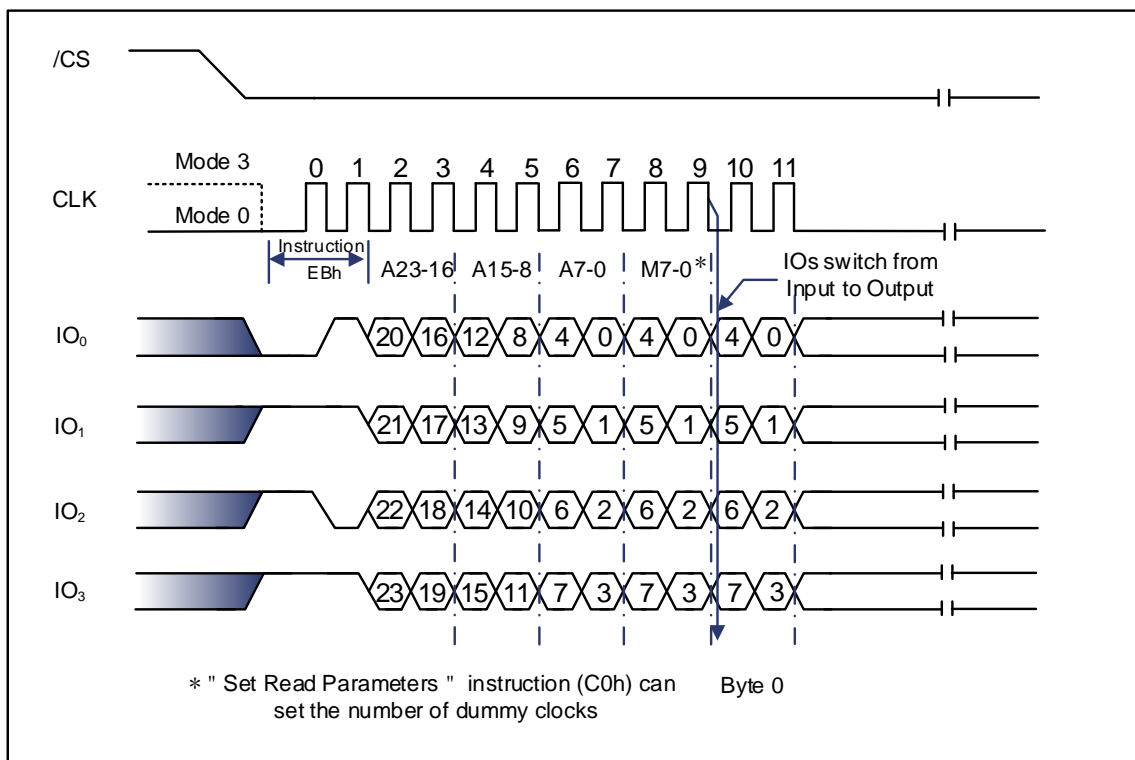 /CS
Mode 3
0 1 2 3 4 5 6 7 8 9 10 11
CLK
Mode 0
Instruction
EBh
A23-16 A15-8 A7-0 M7-0*
IOs switch from
Input to Output
IO0 20 16 12 8 4 0 4 0 4 0
IO1 21 17 13 9 5 1 5 1 5 1
IO2 22 18 14 10 6 2 6 2 6 2
IO3 23 19 15 11 7 3 7 3 7 3
* " Set Read Parameters " instruction (C0h) can
set the number of dummy clocks
Byte 0